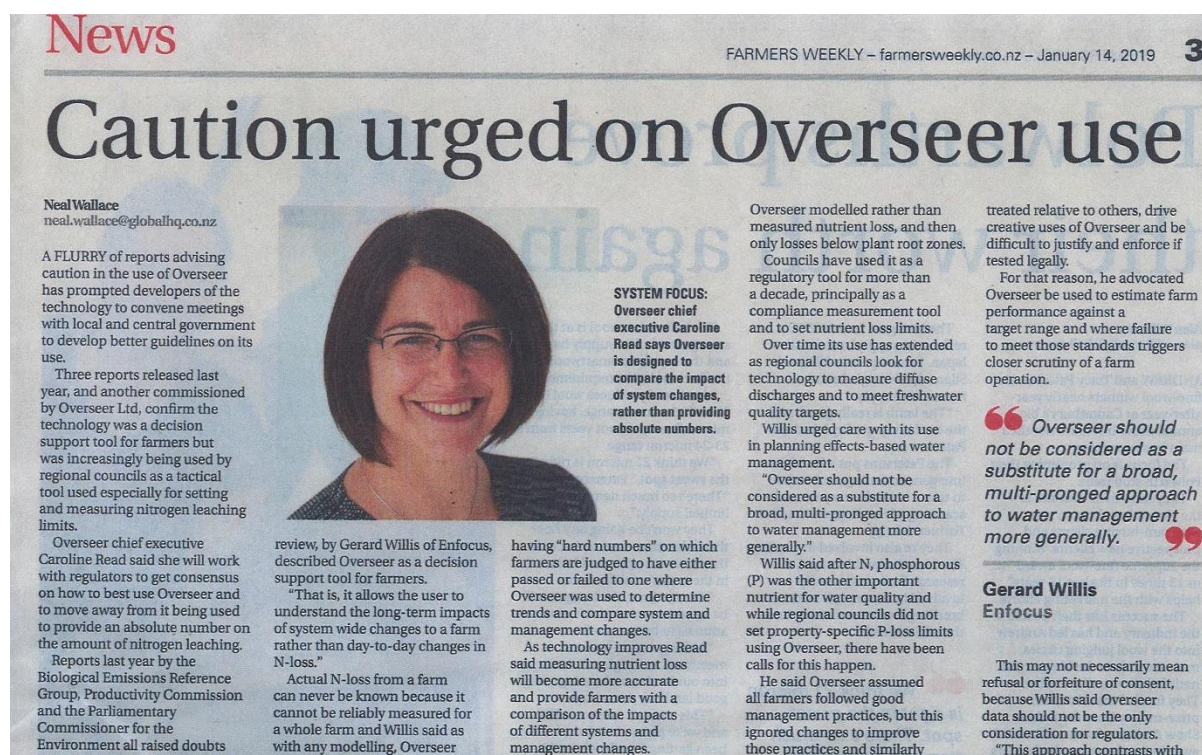 News
FARMERS WEEKLY – farmersweekly.co.nz – January 14, 2019 3
Caution urged on Overseer use
Neal Wallace
neal.wallace@globalhq.co.nz
A FLURRY of reports advising
caution in the use of Overseer
has prompted developers of the
technology to convene meetings
with local and central government
to develop better guidelines on its
use.
Three reports released last
year, and another commissioned
by Overseer Ltd, confirm the
technology was a decision
support tool for farmers but
was increasingly being used by
regional councils as a tactical
tool used especially for setting
and measuring nitrogen leaching
limits.
Overseer chief executive
Caroline Read said she will work
with regulators to get consensus
on how to best use Overseer and
to move away from it being used
to provide an absolute number on
the amount of nitrogen leaching.
Reports last year by the
Biological Emissions Reference
Group, Productivity Commission
and the Parliamentary
Commissioner for the
Environment all raised doubts
SYSTEM FOCUS:
Overseer chief
executive Caroline
Read says Overseer
is designed to
compare the impact
of system changes,
rather than providing
absolute numbers.
review, by Gerard Willis of Enfocus,
described Overseer as a decision
support tool for farmers.
"That is, it allows the user to
understand the long-term impacts
of system wide changes to a farm
rather than day-to-day changes in
N-loss."
Actual N-loss from a farm
can never be known because it
cannot be reliably measured for
a whole farm and Willis said as
with any modelling, Overseer
having "hard numbers" on which
farmers are judged to have either
passed or failed to one where
Overseer was used to determine
trends and compare system and
management changes.
As technology improves Read
said measuring nutrient loss
will become more accurate
and provide farmers with a
comparison of the impacts
of different systems and
management changes.
Overseer modelled rather than
measured nutrient loss, and then
only losses below plant root zones.
Councils have used it as a
regulatory tool for more than
a decade, principally as a
compliance measurement tool
and to set nutrient loss limits.
Over time its use has extended
as regional councils look for
technology to measure diffuse
discharges and to meet freshwater
quality targets.
Willis urged care with its use
in planning effects-based water
management.
"Overseer should not be
considered as a substitute for a
broad, multi-pronged approach
to water management more
generally."
Willis said after N, phosphorous
(P) was the other important
nutrient for water quality and
while regional councils did not
set property-specific P-loss limits
using Overseer, there have been
calls for this happen.
He said Overseer assumed
all farmers followed good
management practices, but this
ignored changes to improve
those practices and similarly
treated relative to others, drive
creative uses of Overseer and be
difficult to justify and enforce if
tested legally.
For that reason, he advocated
Overseer be used to estimate farm
performance against a
target range and where failure
to meet those standards triggers
closer scrutiny of a farm
operation.
“ Overseer should
not be considered as a
substitute for a broad,
multi-pronged approach
to water management
more generally. ”
Gerard Willis
Enfocus
This may not necessarily mean
refusal or forfeiture of consent,
because Willis said Overseer
data should not be the only
consideration for regulators.
"This approach contrasts with